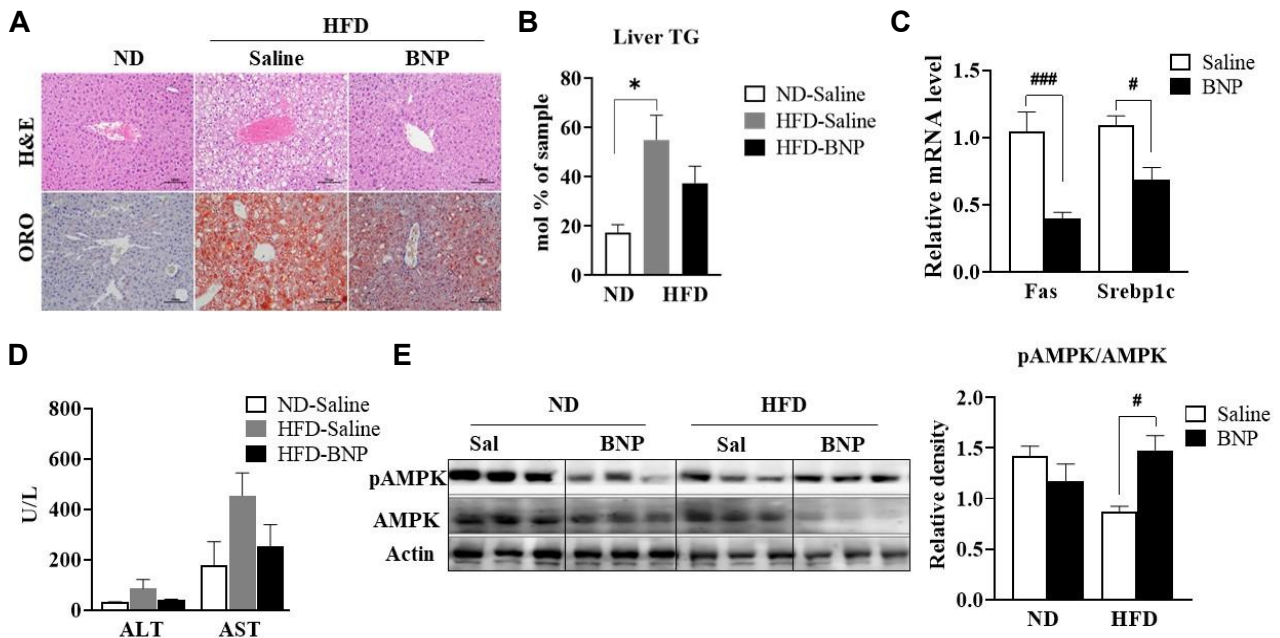 A
HFD
ND Saline BNP
H&E
ORO
B
Liver TG
mol % of sample
80
60
40
20
0
*
ND HFD
ND-Saline
HFD-Saline
HFD-BNP
C
Relative mRNA level
1.5
1.0
0.5
0.0
### #
Fas Srebp1c
Saline
BNP
D
U/L
800
600
400
200
0
ALT AST
ND-Saline
HFD-Saline
HFD-BNP
E
ND HFD
Sal BNP Sal BNP
pAMPK
AMPK
Actin
pAMPK/AMPK
Relative density
2.0
1.5
1.0
0.5
0.0
#
ND HFD
Saline
BNP